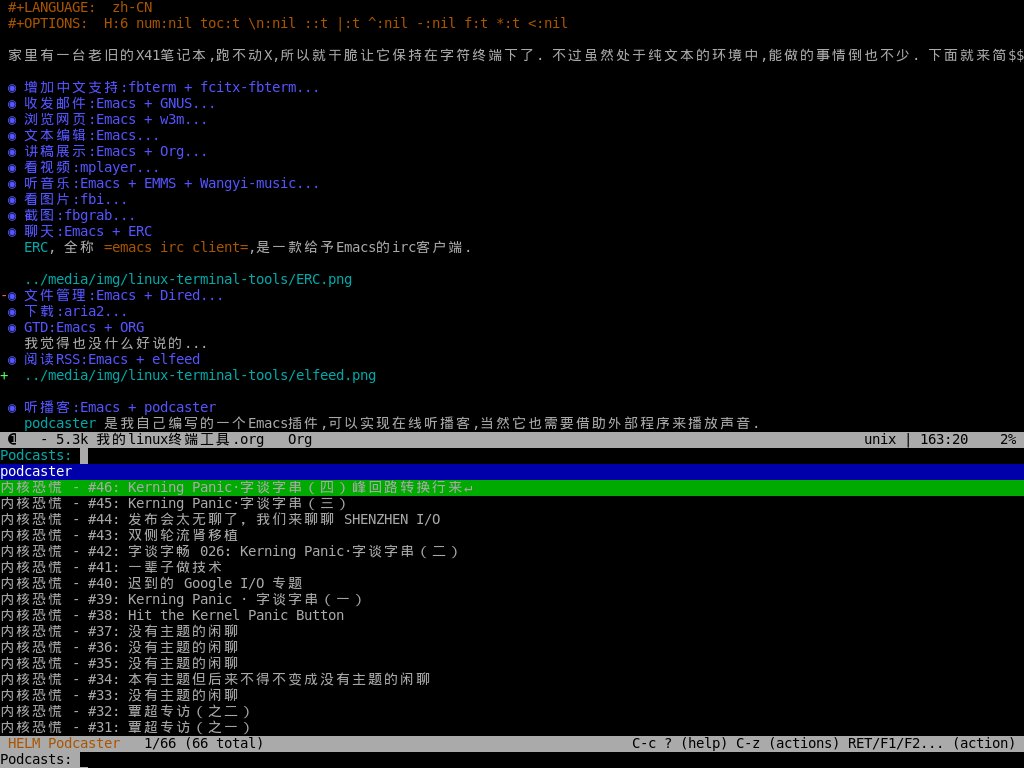 #+LANGUAGE:  zh-CN
#+OPTIONS:  H:6 num:nil toc:t \n:nil ::t |:t ^:nil -:nil f:t *:t <:nil
家里有一台老旧的X41笔记本,跑不动X,所以就干脆让它保持在字符终端下了. 不过虽然处于纯文本的环境中,能做的事情倒也不少. 下面就来简$$
◉ 增加中文支持:fbterm + fcitx-fbterm...
◉ 收发邮件:Emacs + GNUS...
◉ 浏览网页:Emacs + w3m...
◉ 文本编辑:Emacs...
◉ 讲稿展示:Emacs + Org...
◉ 看视频:mplayer...
◉ 听音乐:Emacs + EMMS + Wangyi-music...
◉ 看图片:fbi...
◉ 截图:fbgrab...
◉ 聊天:Emacs + ERC
ERC, 全称 =emacs irc client=,是一款给予Emacs的irc客户端.
../media/img/linux-terminal-tools/ERC.png
-◉ 文件管理:Emacs + Dired...
◉ 下载:aria2...
◉ GTD:Emacs + ORG
我觉得也没什么好说的...
◉ 阅读RSS:Emacs + elfeed
+  ../media/img/linux-terminal-tools/elfeed.png
◉ 听播客:Emacs + podcaster
podcaster 是我自己编写的一个Emacs插件,可以实现在线听播客,当然它也需要借助外部程序来播放声音.
❶   - 5.3k 我的linux终端工具.org   Org   unix | 163:20    2%
Podcasts:
podcaster
内核恐慌 - #46: Kerning Panic·字谈字串(四)峰回路转换行来↵
内核恐慌 - #45: Kerning Panic·字谈字串(三)
内核恐慌 - #44: 发布会太无聊了, 我们来聊聊 SHENZHEN I/O
内核恐慌 - #43: 双侧轮流肾移植
内核恐慌 - #42: 字谈字畅 026: Kerning Panic·字谈字串(二)
内核恐慌 - #41: 一辈子做技术
内核恐慌 - #40: 迟到的 Google I/O 专题
内核恐慌 - #39: Kerning Panic · 字谈字串(一)
内核恐慌 - #38: Hit the Kernel Panic Button
内核恐慌 - #37: 没有主题的闲聊
内核恐慌 - #36: 没有主题的闲聊
内核恐慌 - #35: 没有主题的闲聊
内核恐慌 - #34: 本有主题但后来不得不变成没有主题的闲聊
内核恐慌 - #33: 没有主题的闲聊
内核恐慌 - #32: 覃超专访(之二)
内核恐慌 - #31: 覃超专访(之一)
HELM Podcaster   1/66 (66 total)   C-c ? (help) C-z (actions) RET/F1/F2... (action)
Podcasts: